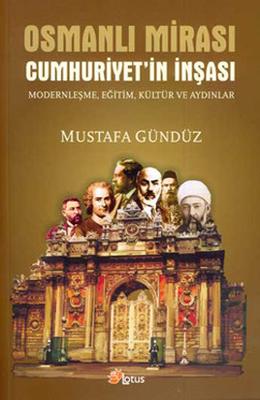 OSMANLI MİRASI
CUMHURİYET'İN İNŞASI
MODERNLEŞME, EĞİTİM, KÜLTÜR VE AYDINLAR
MUSTAFA GÜNDÜZ
Lotus